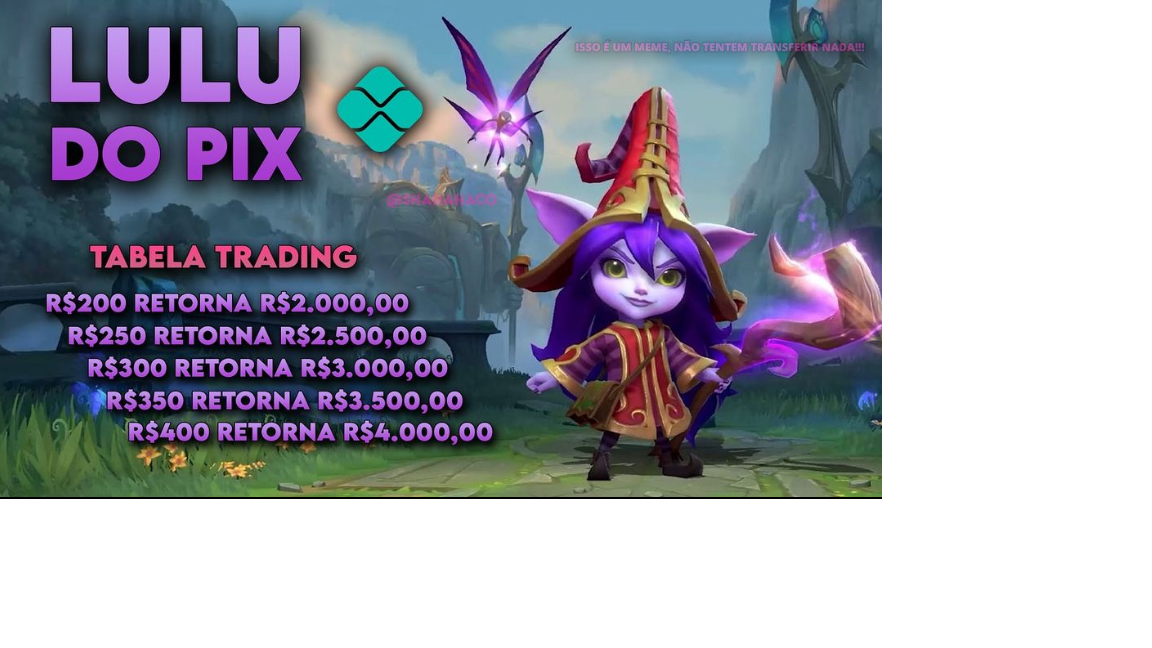 LULU
DO PIX
ISSO É UM MEME, NÃO TENTEM TRANSFERIR NADA!!!
TABELA TRADING
R$200 RETORNA R$2.000,00
R$250 RETORNA R$2.500,00
R$300 RETORNA R$3.000,00
R$350 RETORNA R$3.500,00
R$400 RETORNA R$4.000,00